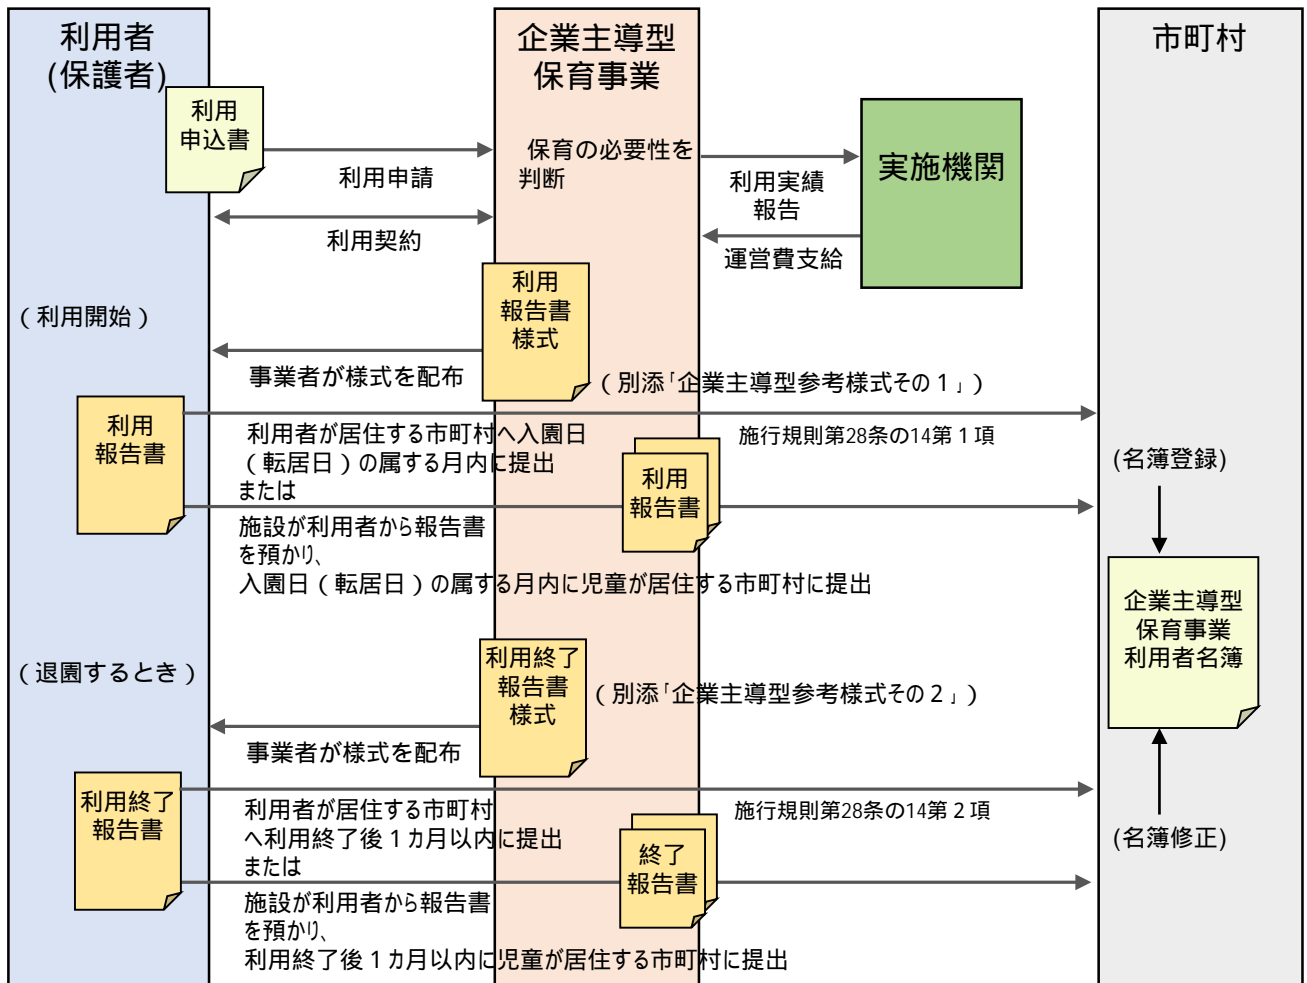 利用者
(保護者)
企業主導型
保育事業
市町村
利用
申込書
利用申請
保育の必要性を
判断
利用実績
報告
実施機関
利用契約
運営費支給
利用
報告書
様式
(利用開始)
事業者が様式を配布
(別添「企業主導型参考様式その1」)
利用
報告書
利用者が居住する市町村へ入園日
(転居日)の属する月内に提出
または
施行規則第28条の14第1項
利用
報告書
施設が利用者から報告書
を預かり、
入園日(転居日)の属する月内に児童が居住する市町村に提出
(名簿登録)
企業主導型
保育事業
利用者名簿
(名簿修正)
(退園するとき)
利用終了
報告書
様式
(別添「企業主導型参考様式その2」)
事業者が様式を配布
利用終了
報告書
利用者が居住する市町村
へ利用終了後1カ月以内に提出
または
施行規則第28条の14第2項
終了
報告書
施設が利用者から報告書
を預かり、
利用終了後1カ月以内に児童が居住する市町村に提出